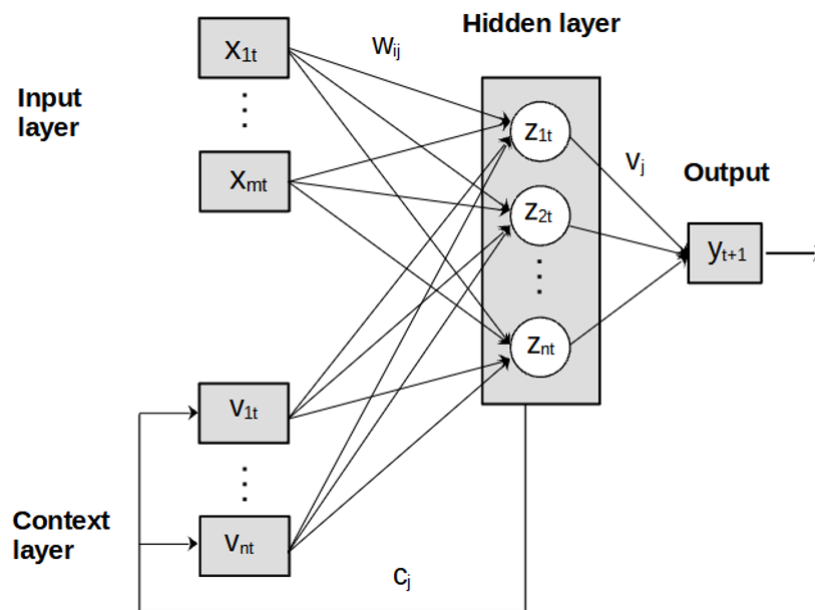 Hidden layer
X1t
Wij
Input
layer
Z1t
Vj
Output
Xmt
Z2t
yt+1
Znt
V1t
Context
layer
Vnt
Cj